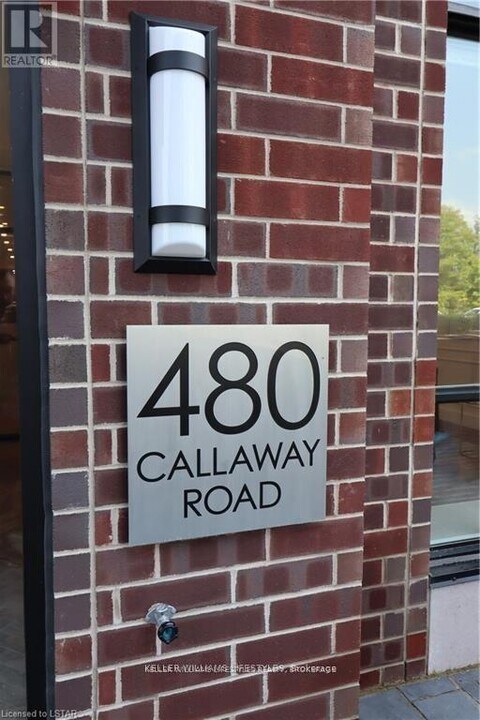 R
REALTOR®
480
CALLAWAY
ROAD
KELLER WILLIAMS LIFESTYLES, Brokerage
Licensed to LSTAR